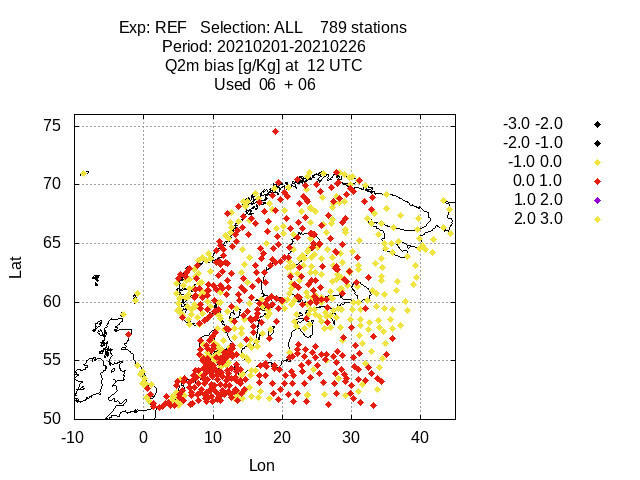 Exp: REF   Selection: ALL    789 stations
Period: 20210201-20210226
Q2m bias [g/Kg] at  12 UTC
Used  06  + 06
-3.0 -2.0
-2.0 -1.0
-1.0 0.0
0.0 1.0
1.0 2.0
2.0 3.0
75
70
65
60
55
50
Lat
-10 0 10 20 30 40
Lon